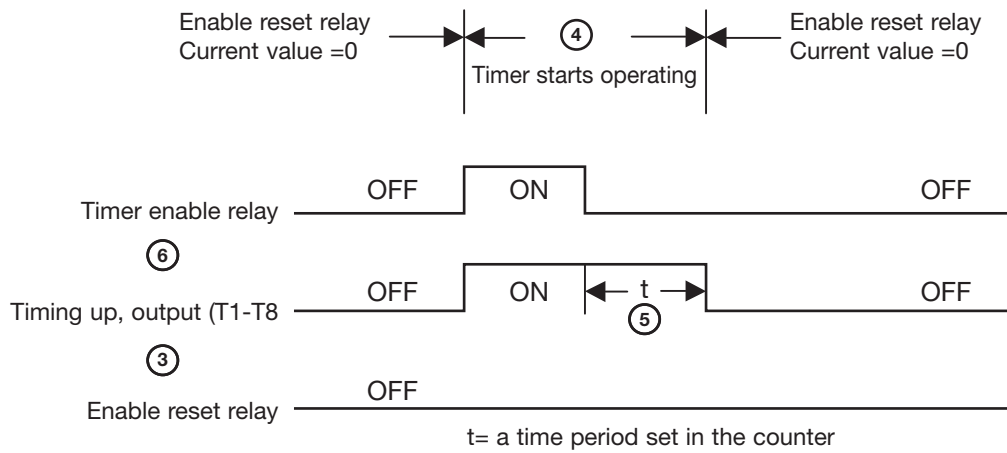 Enable reset relay
Current value =0
4
Timer starts operating
Enable reset relay
Current value =0
OFF
ON
OFF
Timer enable relay
6
OFF
ON
t
OFF
Timing up, output (T1-T8
5
3
OFF
Enable reset relay
t= a time period set in the counter